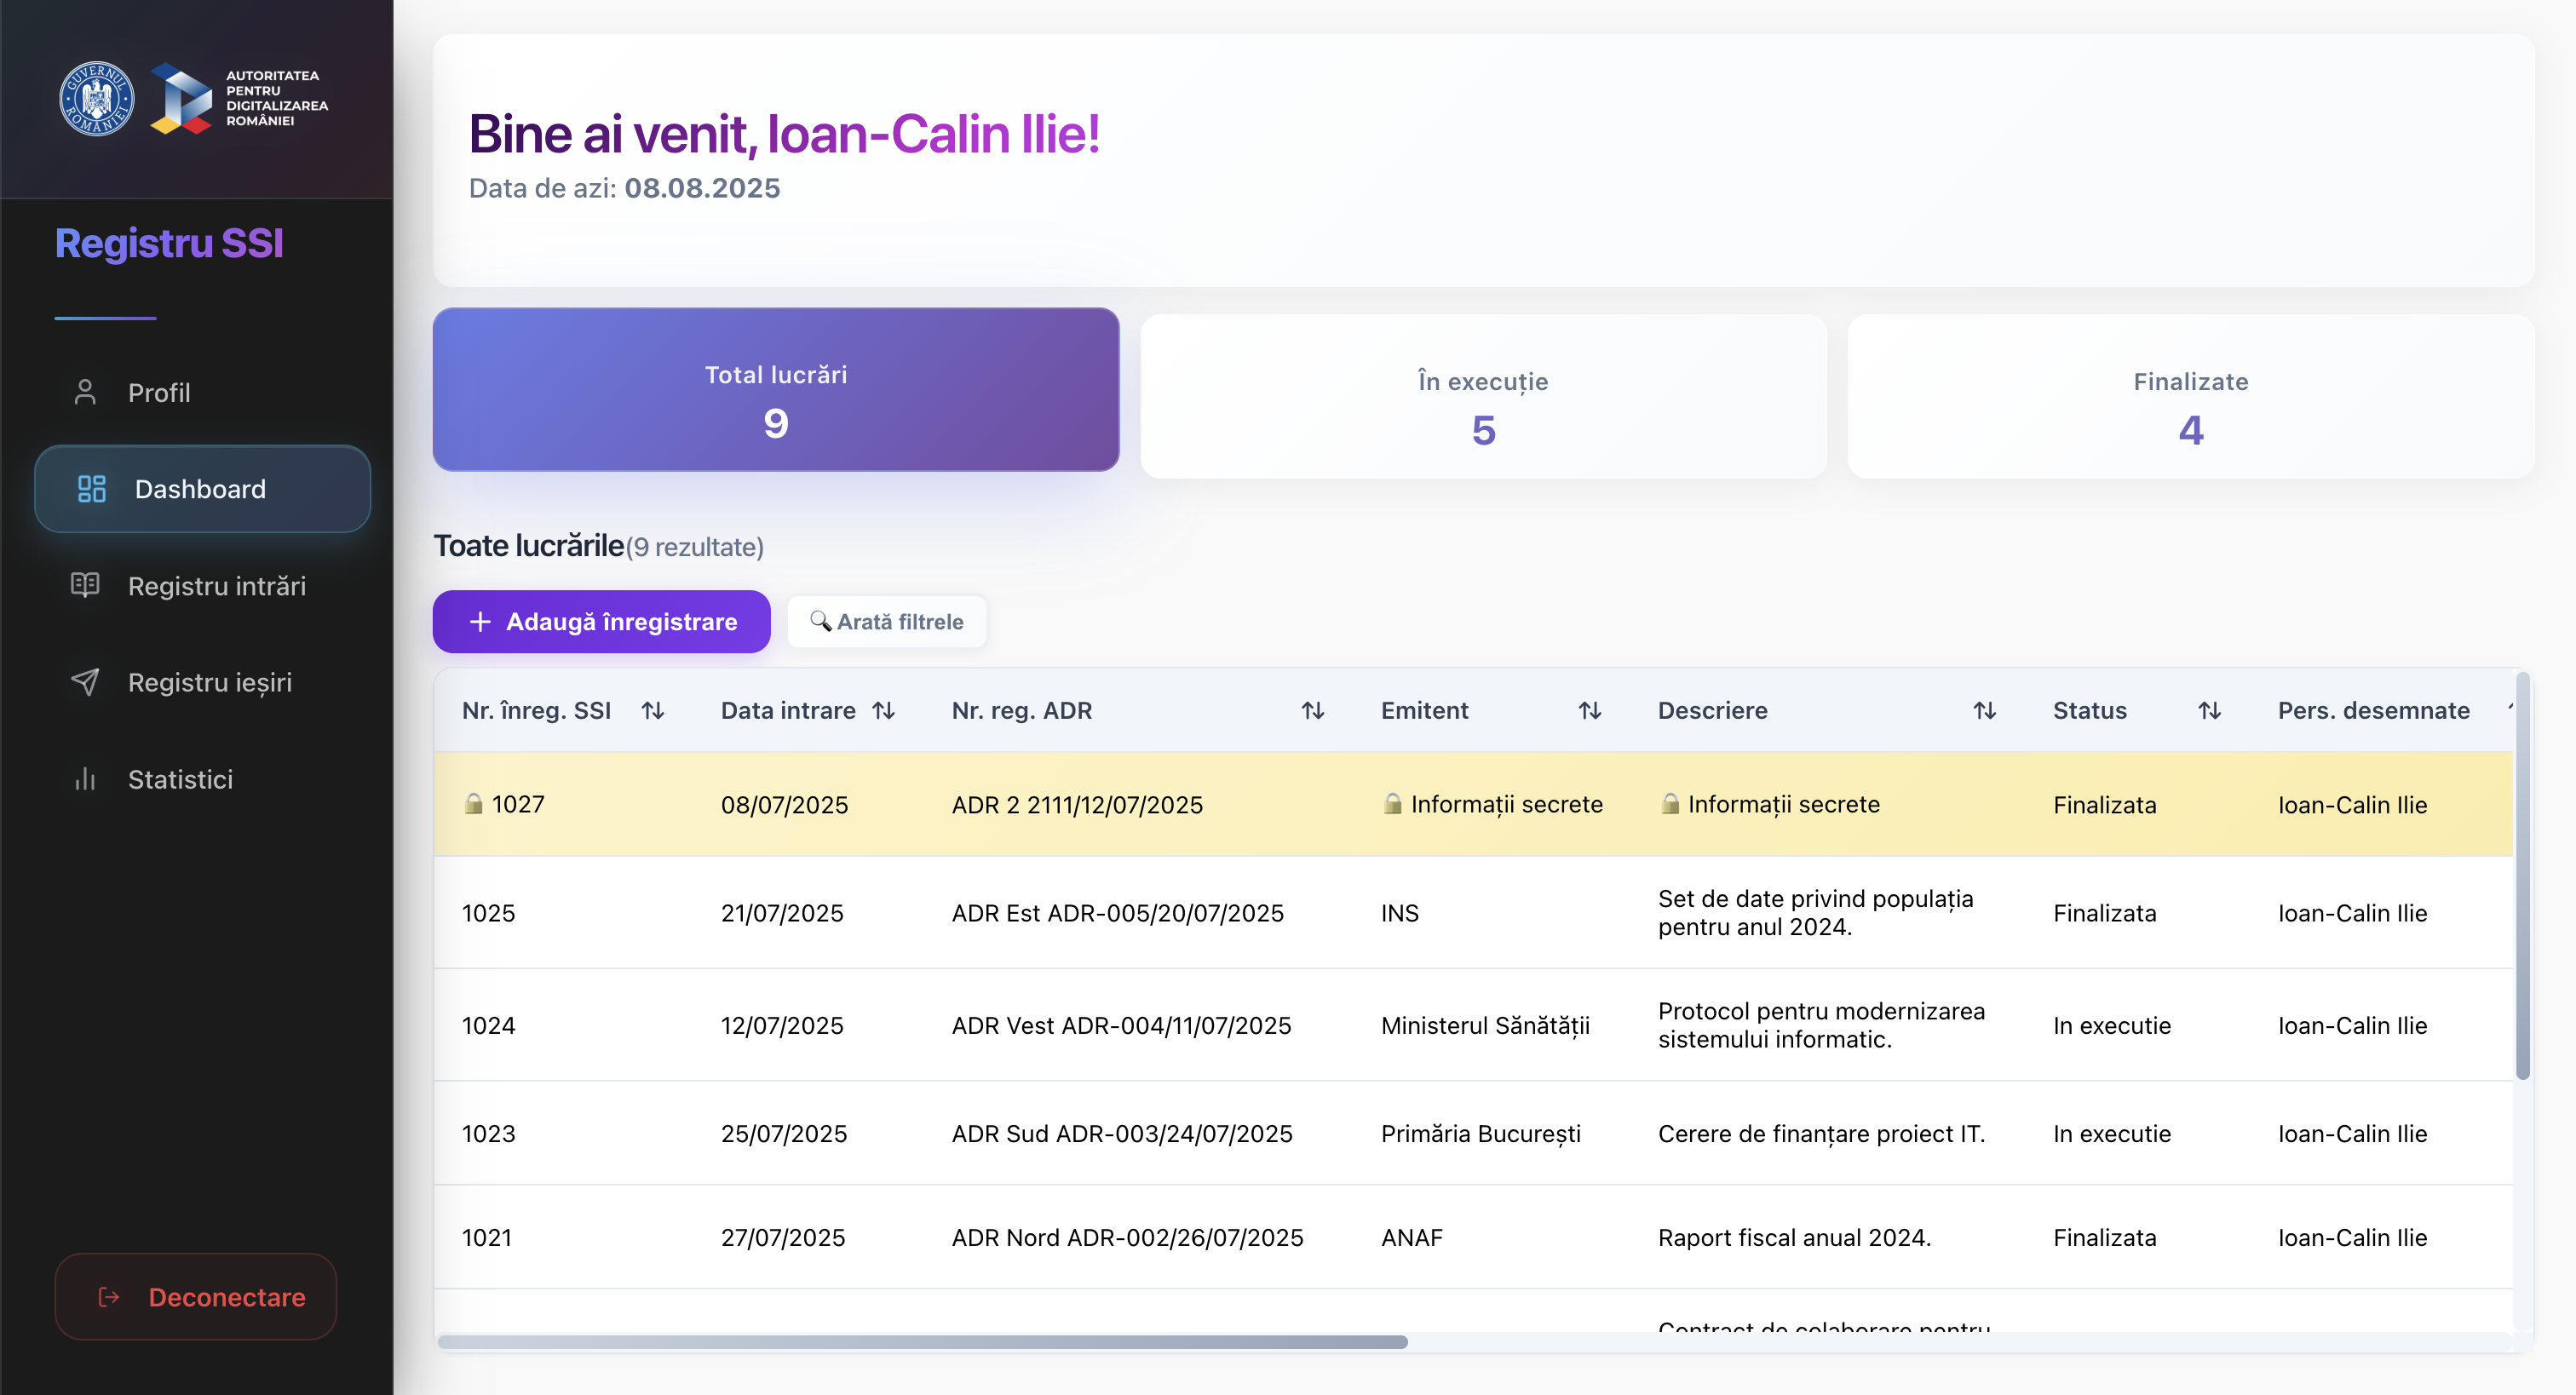 GUVERNUL ROMÂNIEI
AUTORITATEA
PENTRU
DIGITALIZAREA
ROMÂNIEI
Registru SSI
Profil
Dashboard
Registru intrări
Registru ieșiri
Statistici
Deconectare
Bine ai venit, Ioan-Calin Ilie!
Data de azi: 08.08.2025
Total lucrări
9
În execuție
5
Finalizate
4
Toate lucrările(9 rezultate)
+ Adaugă înregistrare
Arată filtrele
Nr. înreg. SSI Data intrare Nr. reg. ADR Emitent Descriere Status Pers. desemnate
1027 08/07/2025 ADR 2 2111/12/07/2025 Informații secrete Informații secrete Finalizata Ioan-Calin Ilie
1025 21/07/2025 ADR Est ADR-005/20/07/2025 INS Set de date privind populația Finalizata Ioan-Calin Ilie
pentru anul 2024.
1024 12/07/2025 ADR Vest ADR-004/11/07/2025 Ministerul Sănătății Protocol pentru modernizarea In executie Ioan-Calin Ilie
sistemului informatic.
1023 25/07/2025 ADR Sud ADR-003/24/07/2025 Primăria București Cerere de finanțare proiect IT. In executie Ioan-Calin Ilie
1021 27/07/2025 ADR Nord ADR-002/26/07/2025 ANAF Raport fiscal anual 2024. Finalizata Ioan-Calin Ilie
Contract de colaborare pentru